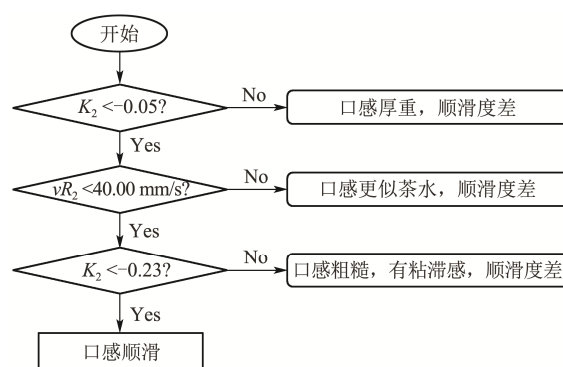 开始
K₂ <−0.05?
No
口感厚重，顺滑度差
Yes
vR₂ <40.00 mm/s?
No
口感更似茶水，顺滑度差
Yes
K₂ <−0.23?
No
口感粗糙，有粘滞感，顺滑度差
Yes
口感顺滑